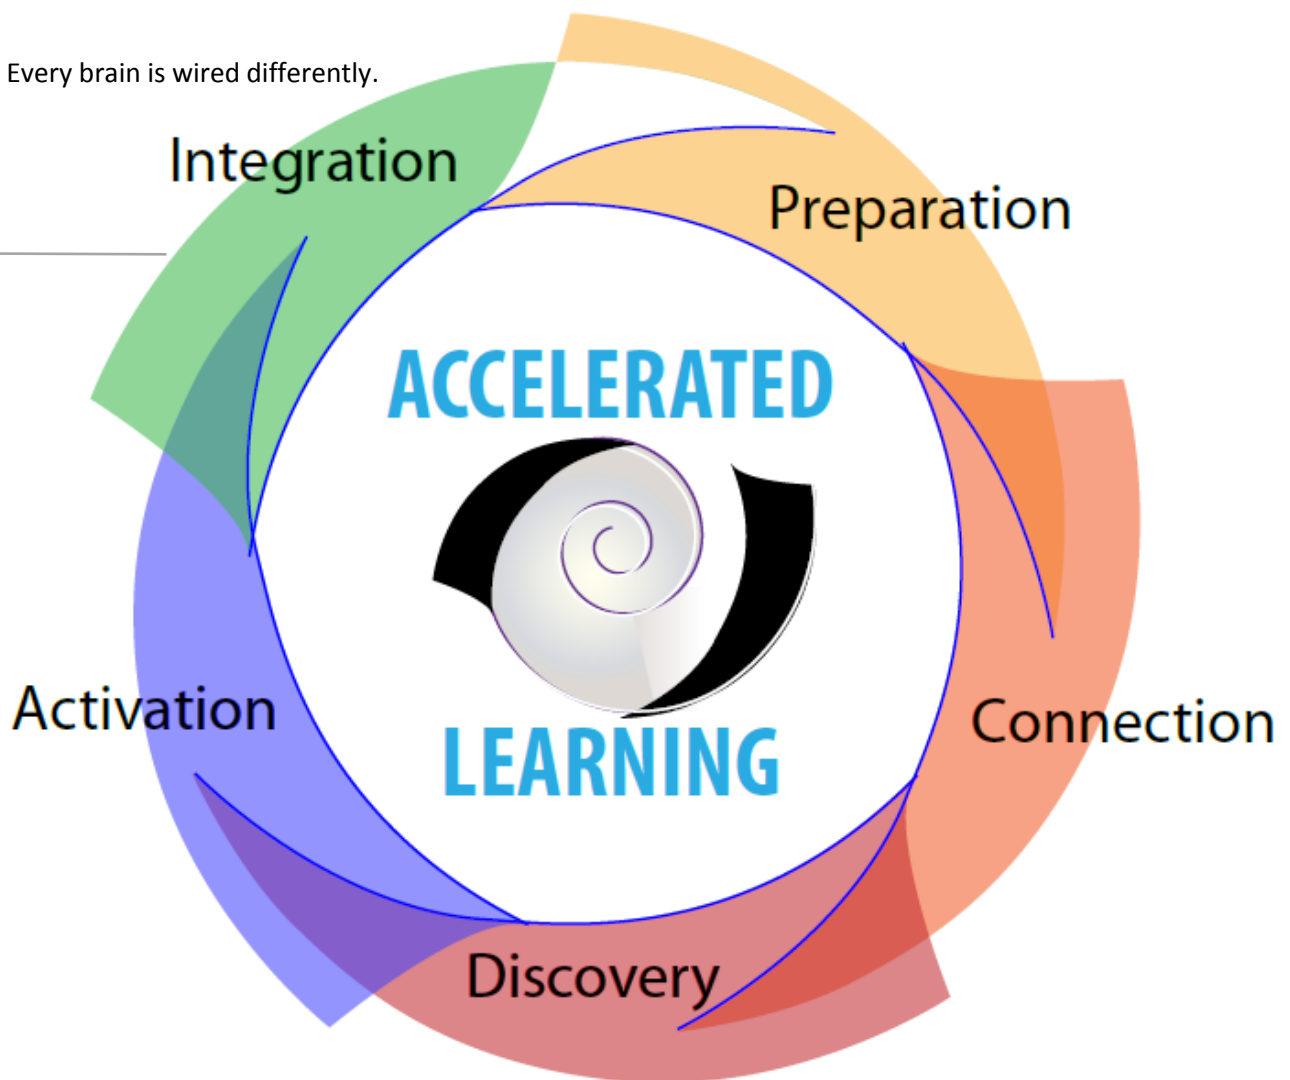 Every brain is wired differently.
Integration
Preparation
ACCELERATED
LEARNING
Activation
Connection
Discovery